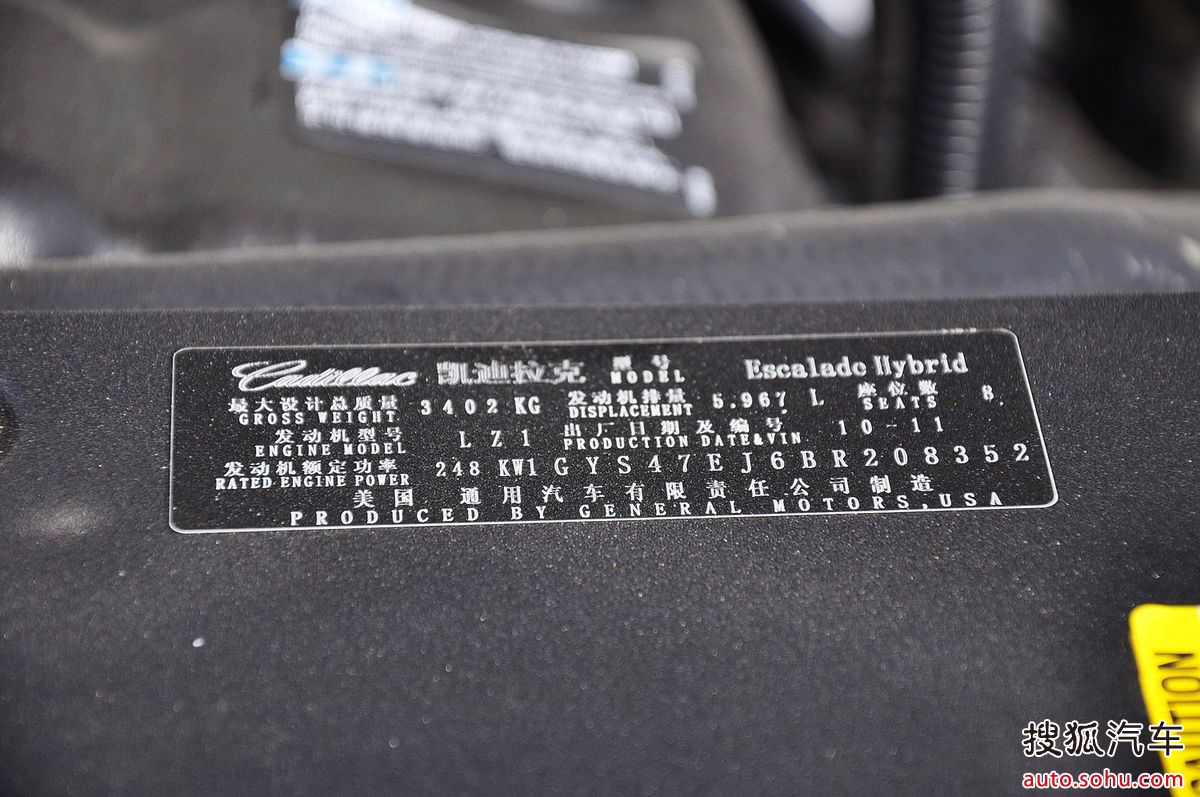 Cadillac 凯迪拉克 型号 MODEL Escalade Hybrid
最大设计总质量 3402 KG 发动机排量 5.967 L 座位数 8
GROSS WEIGHT DISPLACEMENT SEATS
发动机型号 LZ1 出厂日期及编号 10-11
ENGINE MODEL PRODUCTION DATE&VIN
发动机额定功率 248 KW 1GYS47EJ6BR208352
RATED ENGINE POWER
美国 通用汽车有限责任公司制造
PRODUCED BY GENERAL MOTORS, USA
搜狐汽车
auto.sohu.com